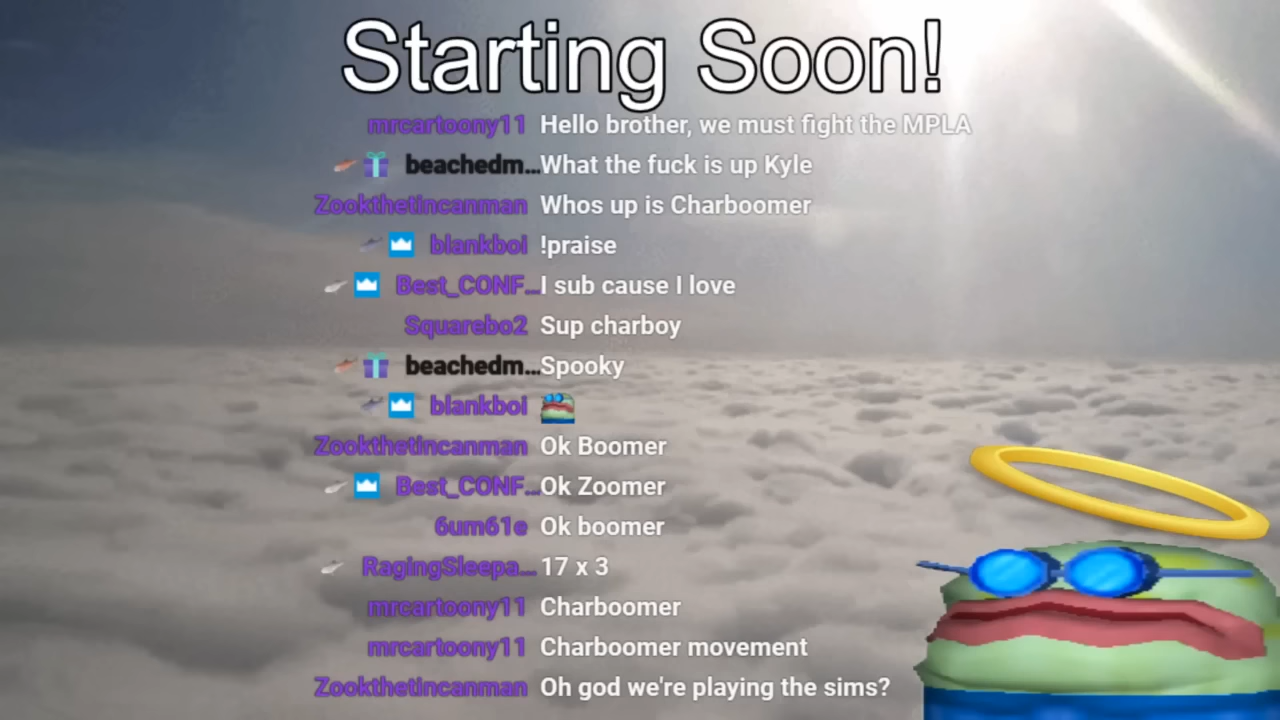 Starting Soon!
mrcartoony11 Hello brother, we must fight the MPLA
beachedm... What the fuck is up Kyle
Zookthetincanman Whos up is Charboomer
blankboi !praise
Best_CONF... I sub cause I love
Squarebo2 Sup charboy
beachedm... Spooky
blankboi
Zookthetincanman Ok Boomer
Best_CONF... Ok Zoomer
6um61e Ok boomer
RagingSleepa... 17 x 3
mrcartoony11 Charboomer
mrcartoony11 Charboomer movement
Zookthetincanman Oh god we're playing the sims?